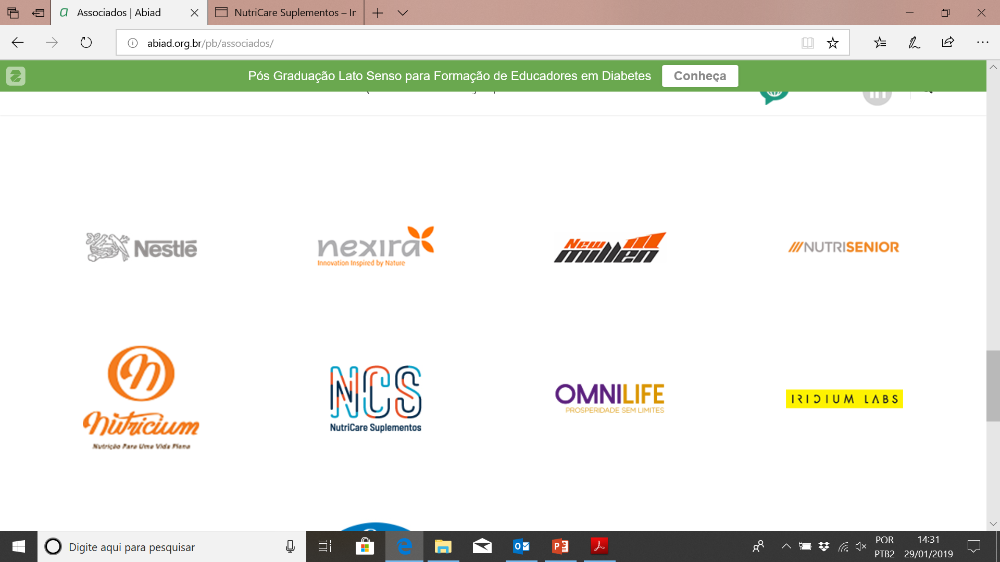 Associados | Abiad
NutriCare Suplementos – In
abiad.org.br/pb/associados/
Pós Graduação Lato Senso para Formação de Educadores em Diabetes
Conheça
Nestlé
nexira
Innovation Inspired by Nature
New
millen
NUTRISENIOR
Nutricium
Nutrição Para Uma Vida Plena
NCS
NutriCare Suplementos
OMNILIFE
PROSPERIDADE SEM LIMITES
IRIDIUM LABS
Digite aqui para pesquisar
POR
PTB2
14:31
29/01/2019